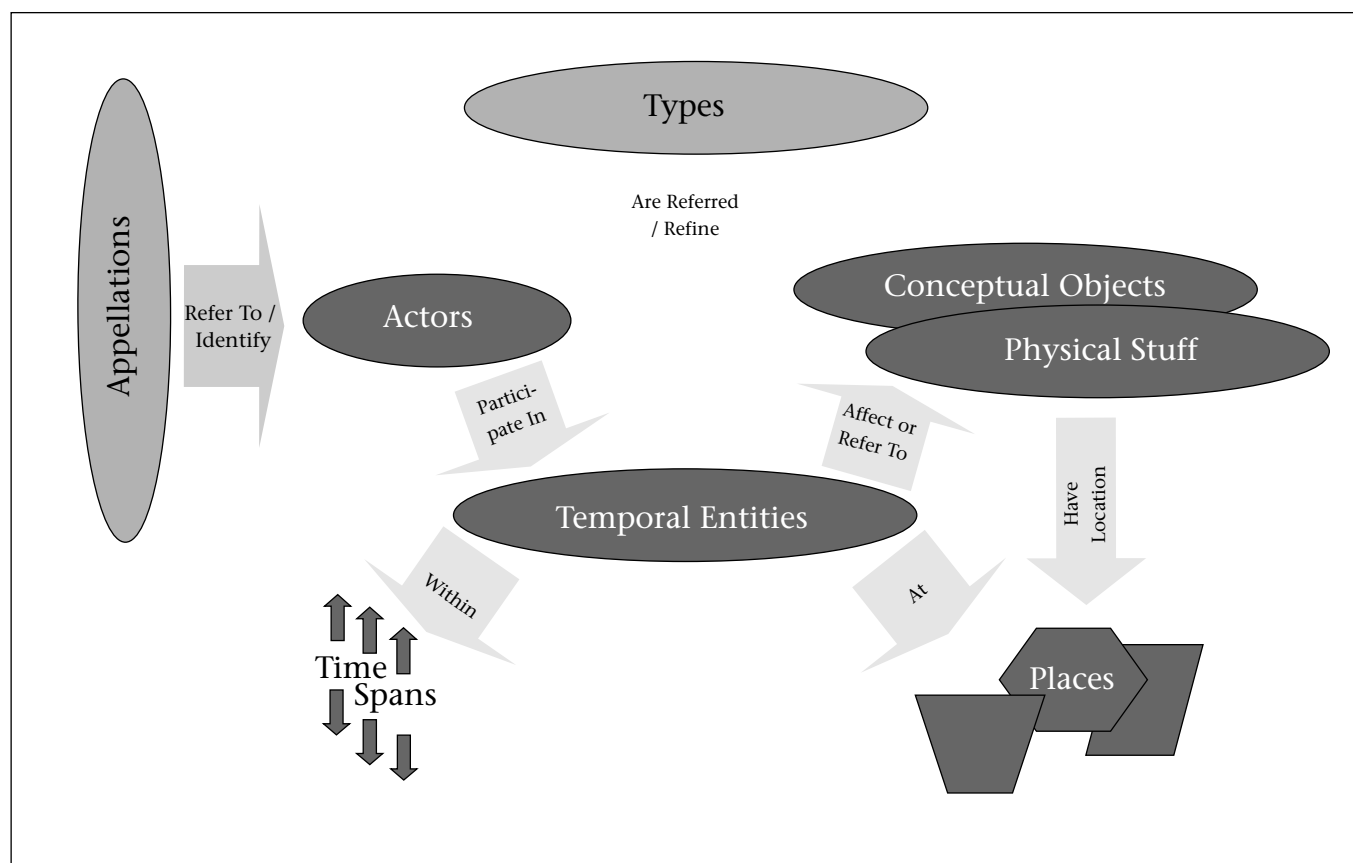 Types
Are Referred
/ Refine
Appellations
Refer To /
Identify
Actors
Conceptual Objects
Physical Stuff
Partici-
pate In
Affect or
Refer To
Have
Location
Temporal Entities
Within
At
Time
Spans
Places